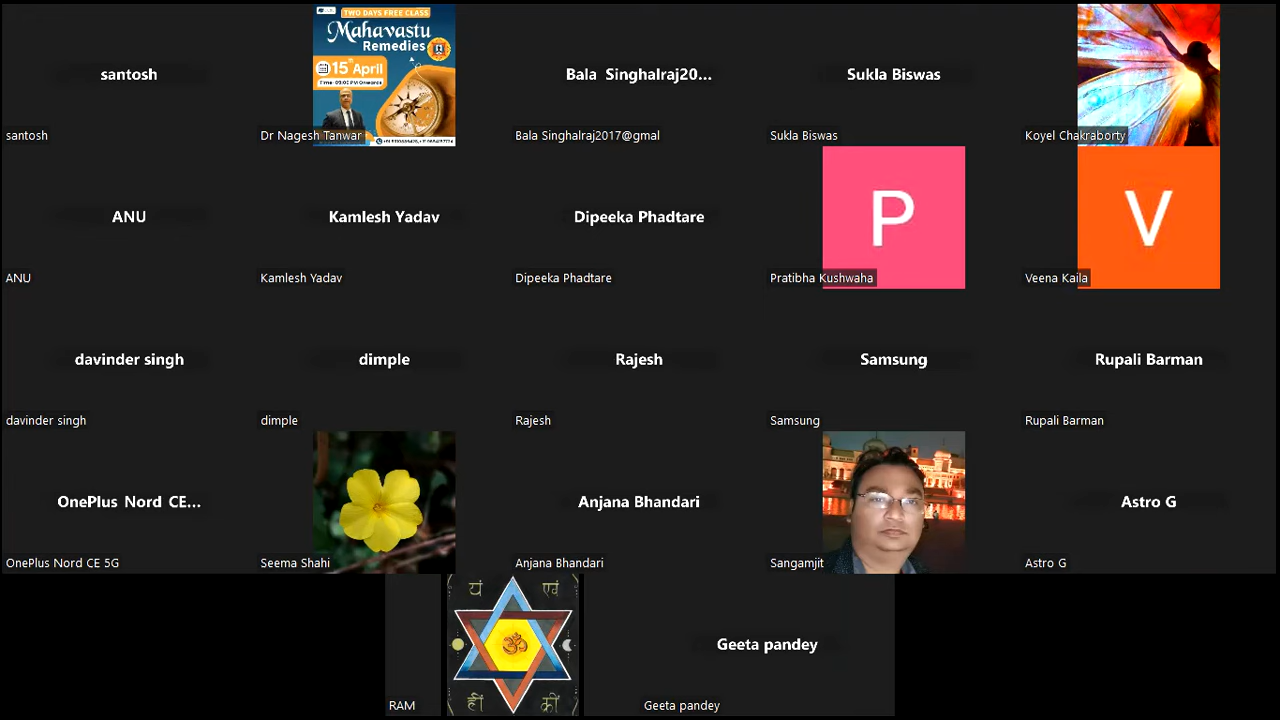 santosh
santosh
TWO DAYS FREE CLASS
Mahavastu
Remedies
15th April
Dr Nagesh Tanwar
Bala Singhalraj20...
Bala Singhalraj2017@gmal
Sukla Biswas
Sukla Biswas
Koyel Chakraborty
ANU
ANU
Kamlesh Yadav
Kamlesh Yadav
Dipeeka Phadtare
Dipeeka Phadtare
P
Pratibha Kushwaha
V
Veena Kaila
davinder singh
davinder singh
dimple
dimple
Rajesh
Rajesh
Samsung
Samsung
Rupali Barman
Rupali Barman
OnePlus Nord CE...
OnePlus Nord CE 5G
Seema Shahi
Anjana Bhandari
Anjana Bhandari
Sangamjit
Astro G
Astro G
यं एवं
ॐ
RAM
Geeta pandey
Geeta pandey